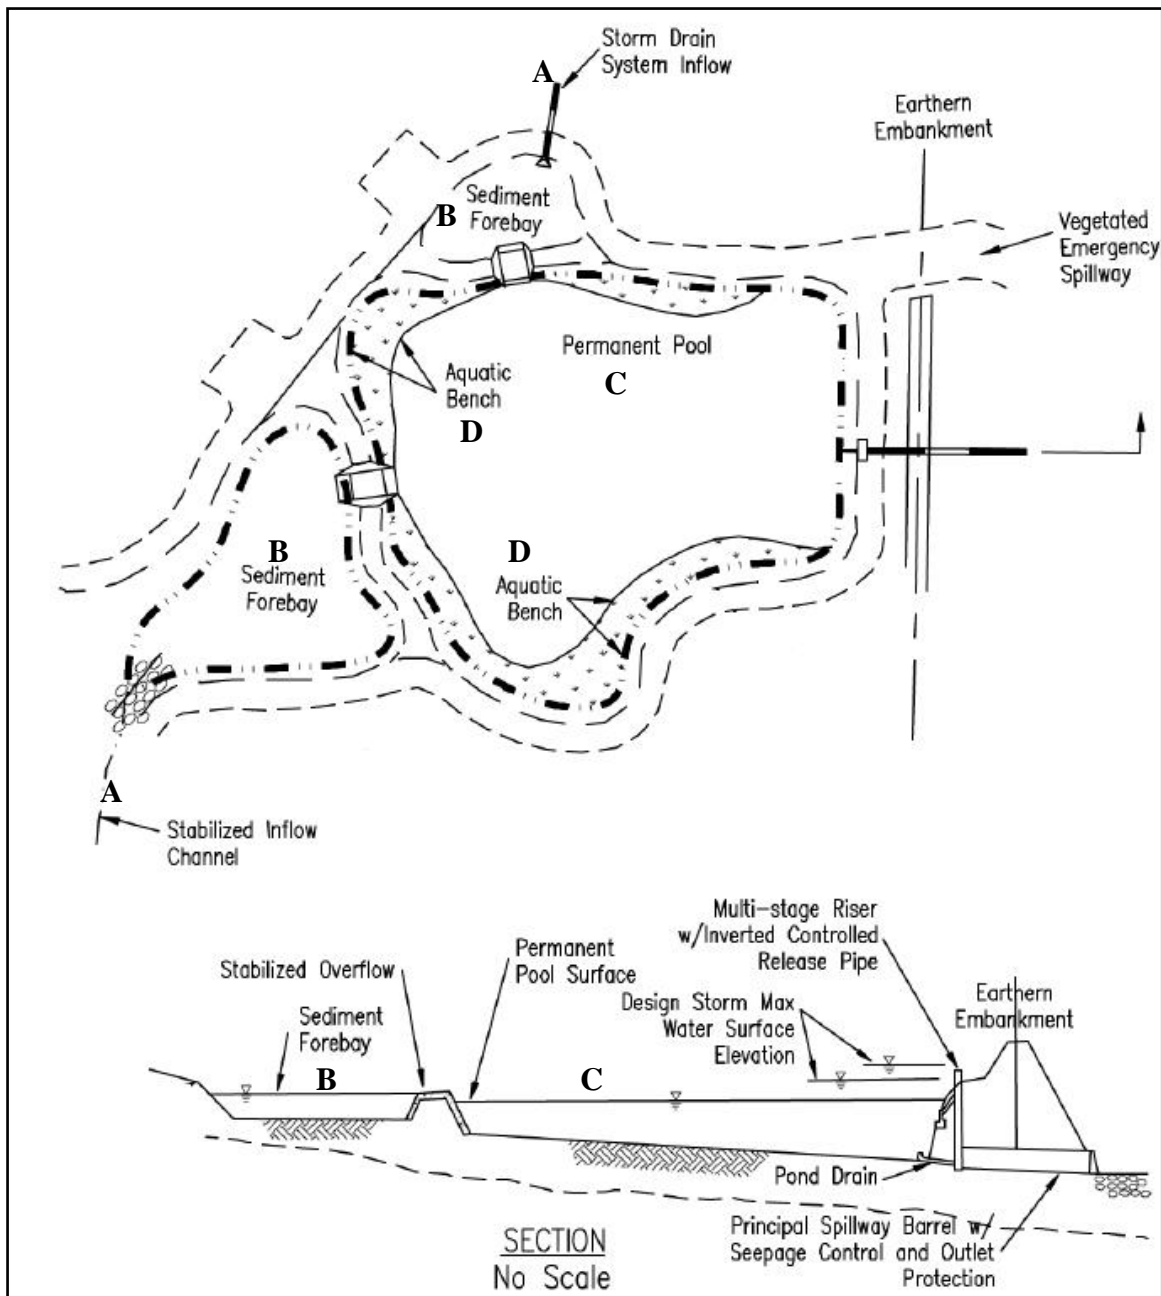 A
Storm Drain
System Inflow
Earthern
Embankment
B
Sediment
Forebay
Vegetated
Emergency
Spillway
Permanent Pool
C
Aquatic
Bench
D
B
Sediment
Forebay
D
Aquatic
Bench
A
Stabilized Inflow
Channel
Multi-stage Riser
w/Inverted Controlled
Release Pipe
Stabilized Overflow
Permanent
Pool Surface
Design Storm Max
Water Surface
Elevation
Earthern
Embankment
Sediment
Forebay
B
C
Pond Drain
Principal Spillway Barrel w/
Seepage Control and Outlet
Protection
SECTION
No Scale